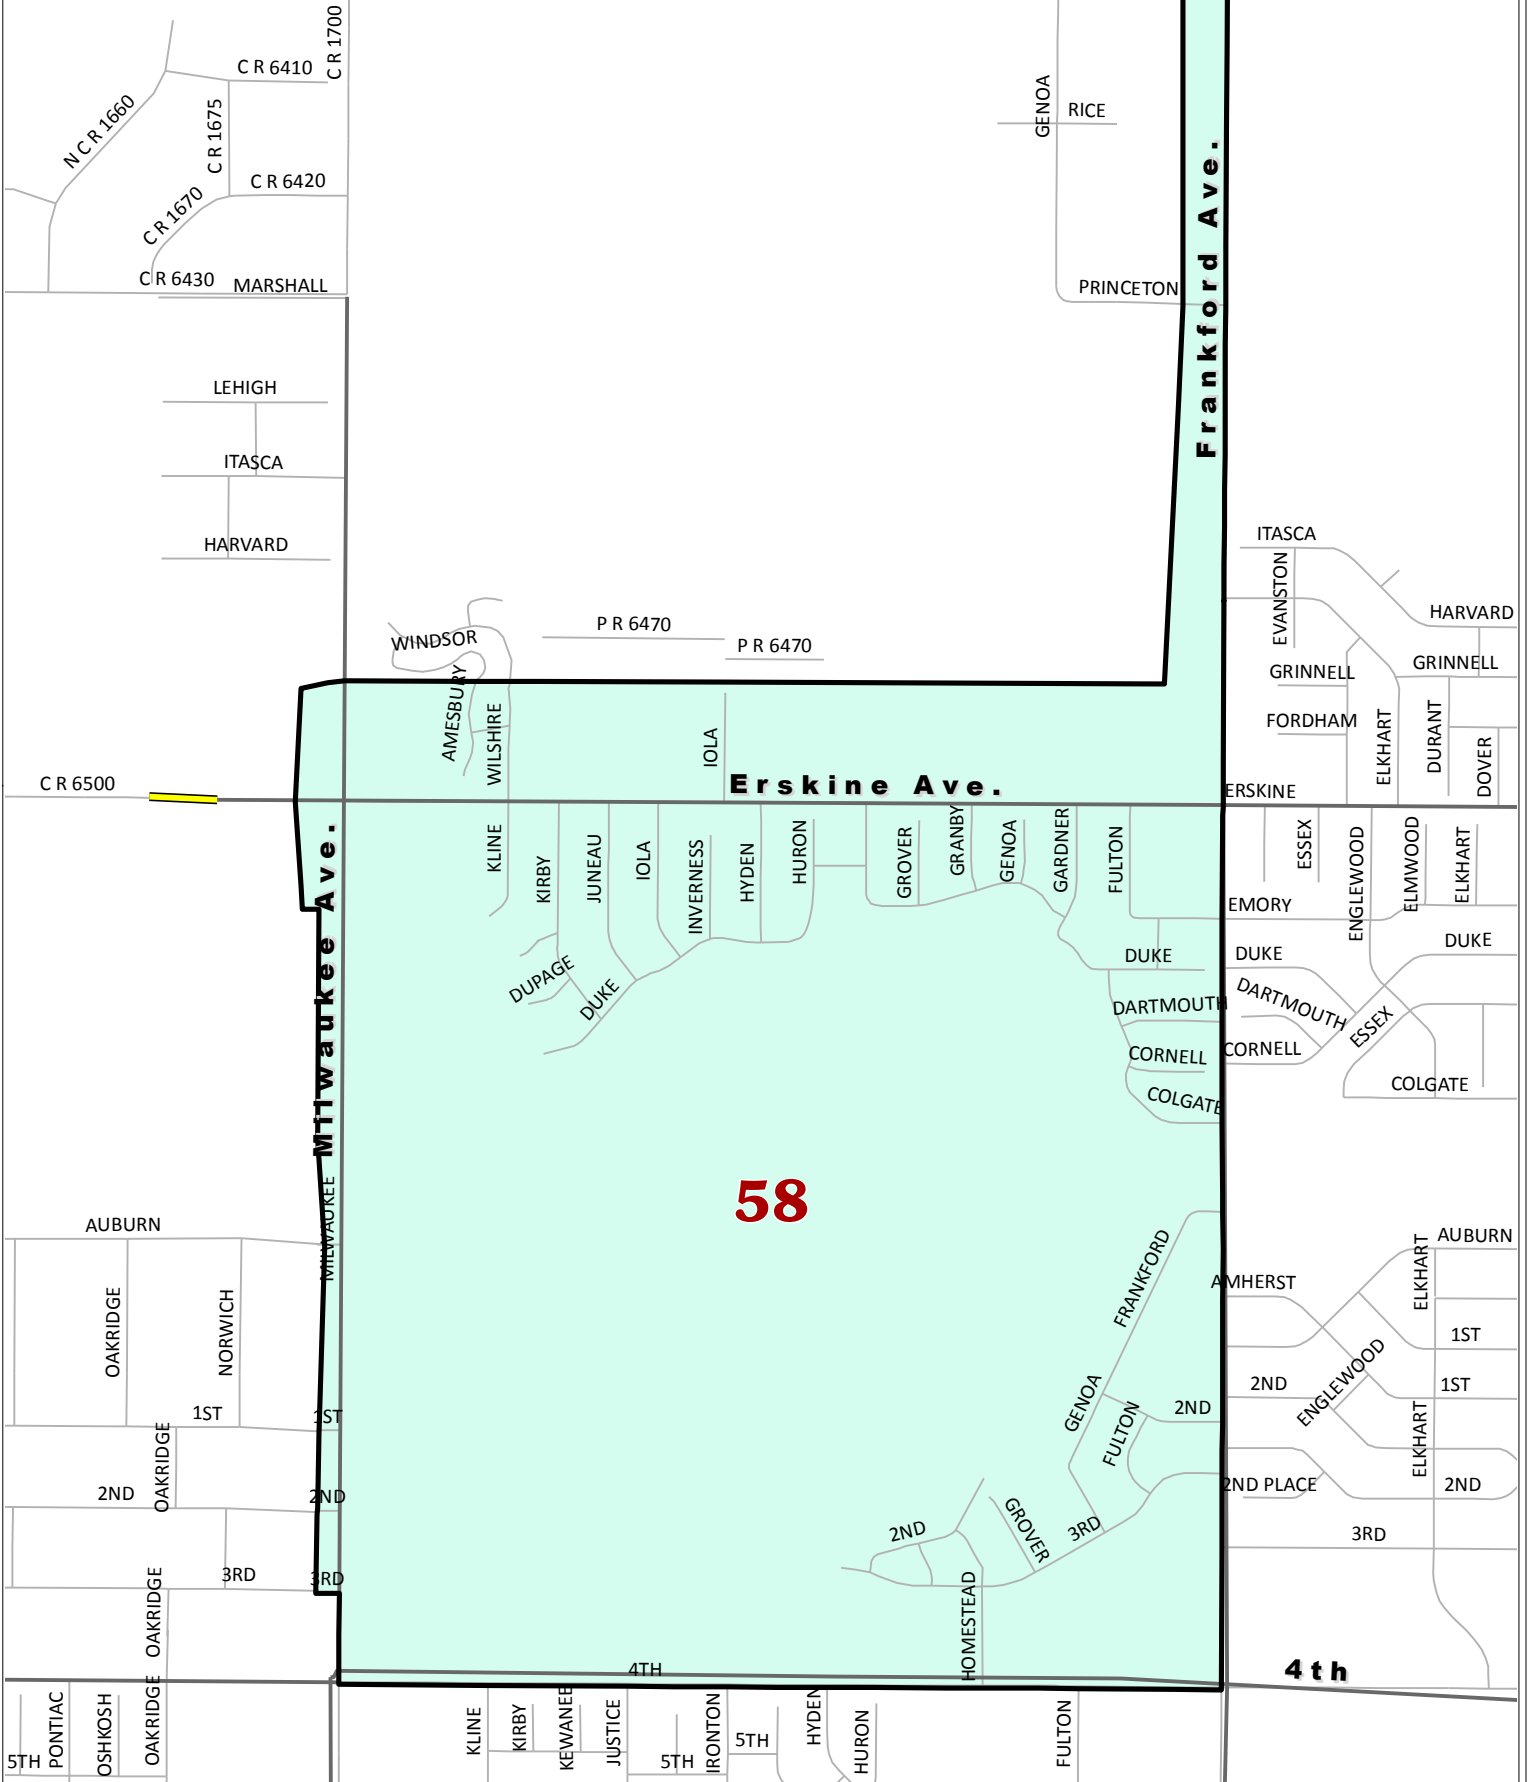 C R 1700
C R 6410
N C R 1660
C R 1675
GENOA
RICE
C R 6420
C R 1670
Frankford Ave.
C R 6430
MARSHALL
PRINCETON
LEHIGH
ITASCA
HARVARD
ITASCA
EVANSTON
HARVARD
WINDSOR
P R 6470
P R 6470
GRINNELL
GRINNELL
AMESBURY
WILSHIRE
IOLA
FORDHAM
ELKHART
DURANT
DOVER
C R 6500
Erskine Ave.
ERSKINE
Milwaukee Ave.
KLINE
KIRBY
JUNEAU
IOLA
INVERNESS
HYDEN
HURON
GROVER
GRANBY
GENOA
GARDNER
FULTON
ESSEX
ENGLEWOOD
ELMWOOD
ELKHART
EMORY
DUPAGE
DUKE
DUKE
DUKE
DUKE
DARTMOUTH
DARTMOUTH
ESSEX
CORNELL
CORNELL
COLGATE
COLGATE
58
MILWAUKEE
AUBURN
FRANKFORD
ELKHART
AUBURN
AMHERST
OAKRIDGE
NORWICH
1ST
GENOA
ENGLEWOOD
2ND
1ST
1ST
1ST
OAKRIDGE
FULTON
2ND
ELKHART
2ND
2ND
2ND PLACE
2ND
2ND
GROVER
3RD
3RD
3RD
3RD
OAKRIDGE
HOMESTEAD
4TH
4th
PONTIAC
OSHKOSH
OAKRIDGE
5TH
KLINE
KIRBY
KEWANEE
JUSTICE
5TH
IRONTON
5TH
HYDEN
HURON
FULTON